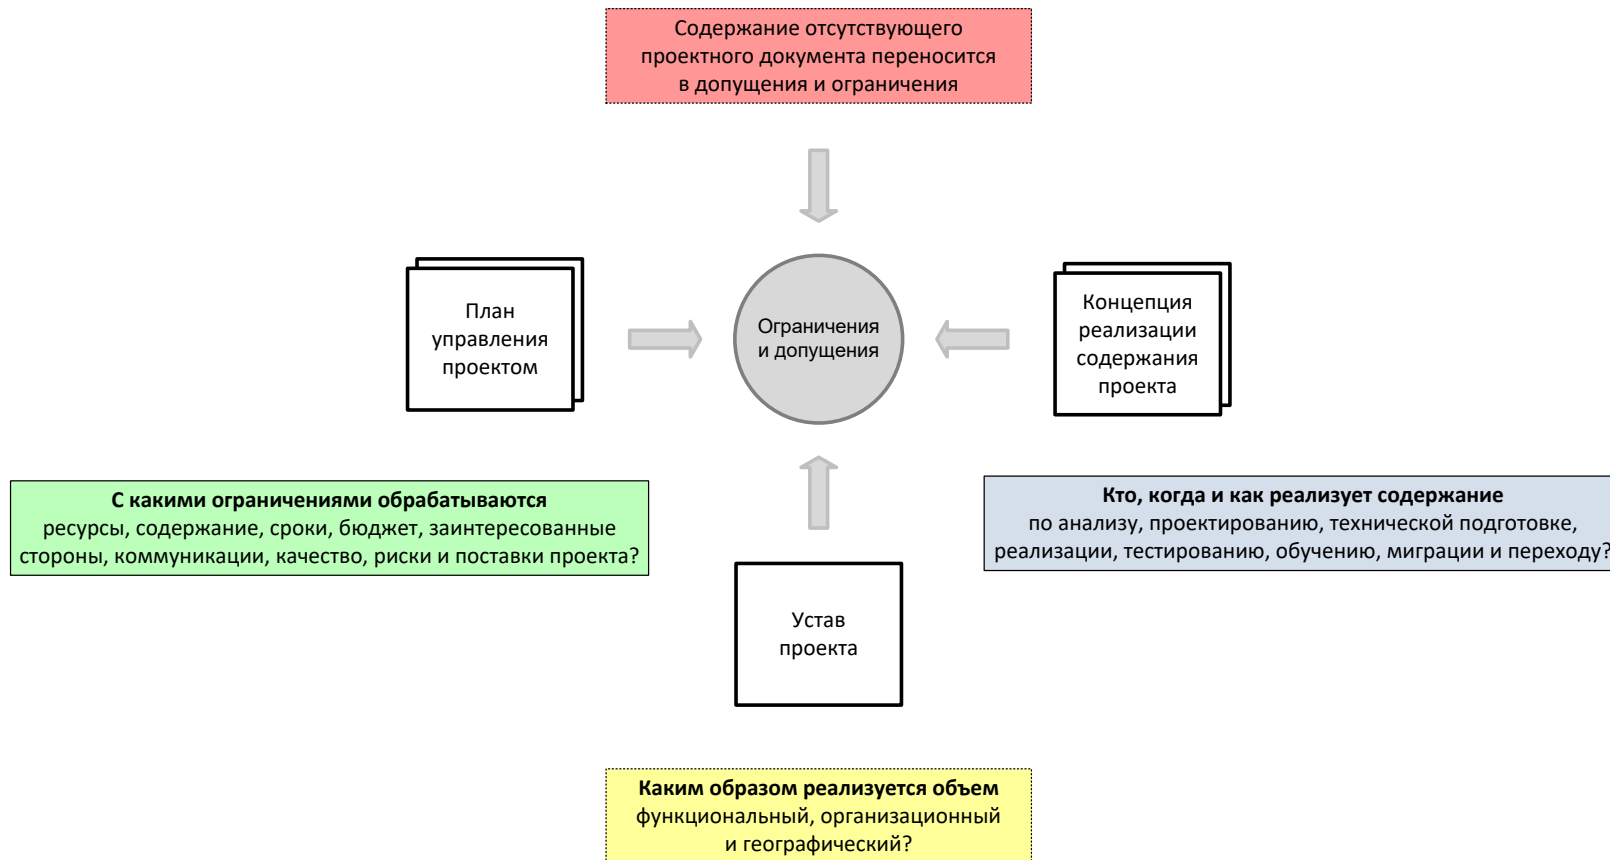 Содержание отсутствующего
проектного документа переносится
в допущения и ограничения
План
управления
проектом
Ограничения
и допущения
Концепция
реализации
содержания
проекта
С какими ограничениями обрабатываются
ресурсы, содержание, сроки, бюджет, заинтересованные
стороны, коммуникации, качество, риски и поставки проекта?
Кто, когда и как реализует содержание
по анализу, проектированию, технической подготовке,
реализации, тестированию, обучению, миграции и переходу?
Устав
проекта
Каким образом реализуется объем
функциональный, организационный
и географический?